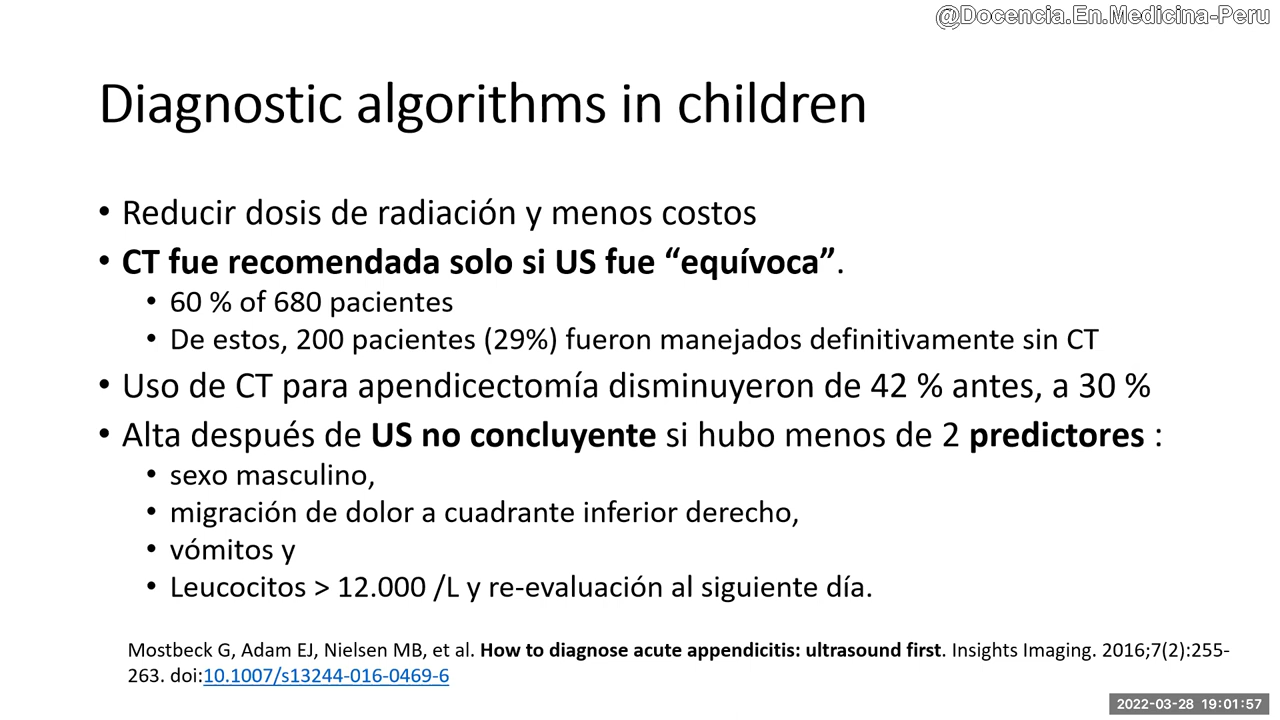 @Docencia.En.Medicina-Peru
Diagnostic algorithms in children
• Reducir dosis de radiación y menos costos
• CT fue recomendada solo si US fue “equívoca”.
• 60 % of 680 pacientes
• De estos, 200 pacientes (29%) fueron manejados definitivamente sin CT
• Uso de CT para apendicectomía disminuyeron de 42 % antes, a 30 %
• Alta después de US no concluyente si hubo menos de 2 predictores :
• sexo masculino,
• migración de dolor a cuadrante inferior derecho,
• vómitos y
• Leucocitos > 12.000 /L y re-evaluación al siguiente día.
Mostbeck G, Adam EJ, Nielsen MB, et al. How to diagnose acute appendicitis: ultrasound first. Insights Imaging. 2016;7(2):255-
263. doi:10.1007/s13244-016-0469-6
2022-03-28 19:01:57